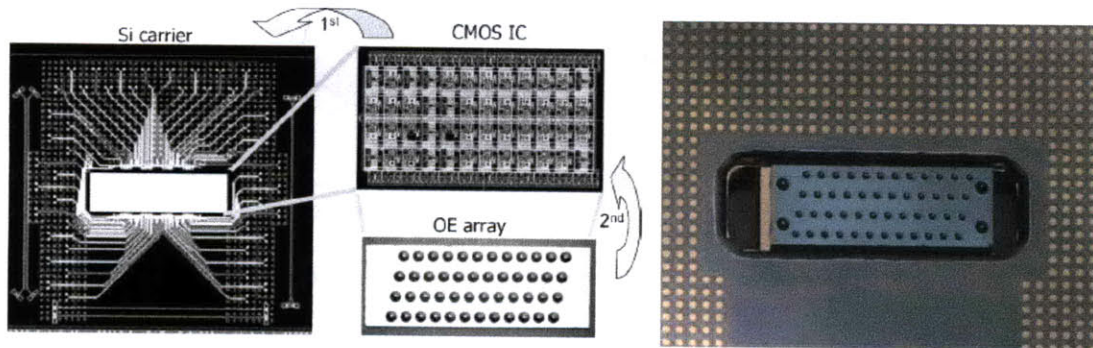 1st
Si carrier
CMOS IC
OE array
2nd